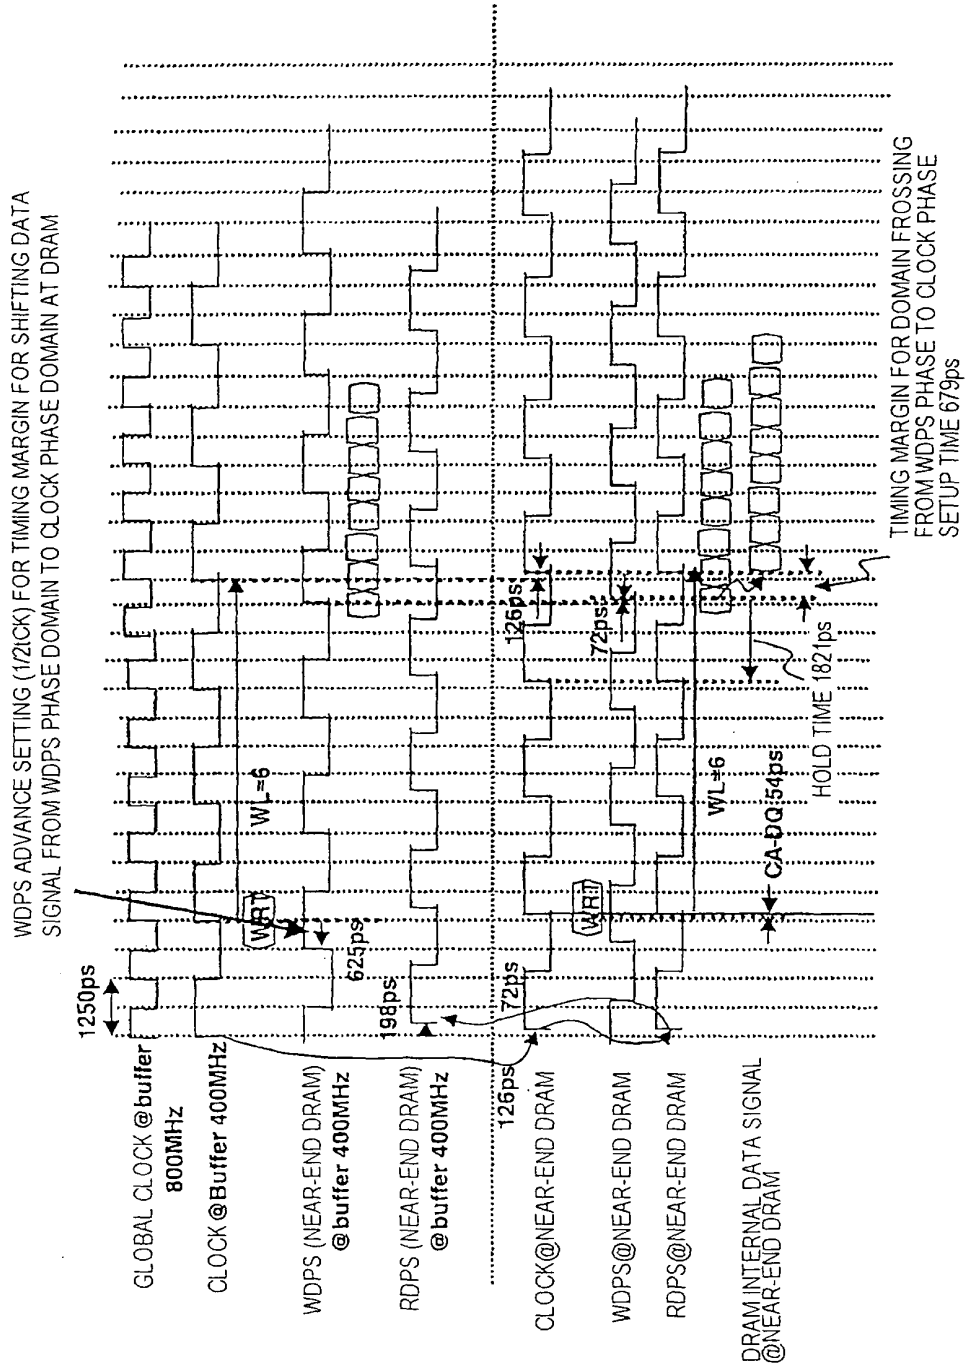 WDPS ADVANCE SETTING (1/2tCK) FOR TIMING MARGIN FOR SHIFTING DATA
SIGNAL FROM WDPS PHASE DOMAIN TO CLOCK PHASE DOMAIN AT DRAM
1250ps
GLOBAL CLOCK @buffer
800MHz
CLOCK @Buffer 400MHz
WRT
WL=6
625ps
WDPS (NEAR-END DRAM)
@buffer 400MHz
198ps
RDPS (NEAR-END DRAM)
@buffer 400MHz
126ps
72ps
126ps
CLOCK@NEAR-END DRAM
WRT
72ps
WDPS@NEAR-END DRAM
RDPS@NEAR-END DRAM
WL=6
CA-DQ:54ps
DRAM INTERNAL DATA SIGNAL
@NEAR-END DRAM
HOLD TIME 1821ps
TIMING MARGIN FOR DOMAIN FROSSING
FROM WDPS PHASE TO CLOCK PHASE
SETUP TIME 679ps